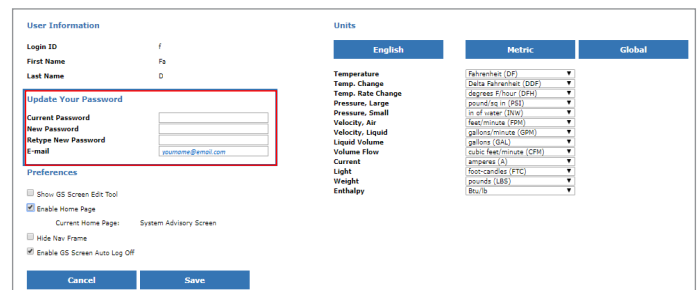 User Information
Login ID f
First Name Fa
Last Name D
Update Your Password
Current Password
New Password
Retype New Password
E-mail yourname@email.com
Preferences
Show GS Screen Edit Tool
Enable Home Page
Current Home Page: System Advisory Screen
Hide Nav Frame
Enable GS Screen Auto Log Off
Cancel Save
Units
English Metric Global
Temperature Fahrenheit (DF)
Temp. Change Delta Fahrenheit (DDF)
Temp. Rate Change degrees F/hour (DFH)
Pressure, Large pound/sq in (PSI)
Pressure, Small in of water (INW)
Velocity, Air feet/minute (FPM)
Velocity, Liquid gallons/minute (GPM)
Liquid Volume gallons (GAL)
Volume Flow cubic feet/minute (CFM)
Current amperes (A)
Light foot-candles (FTC)
Weight pounds (LBS)
Enthalpy Btu/lb